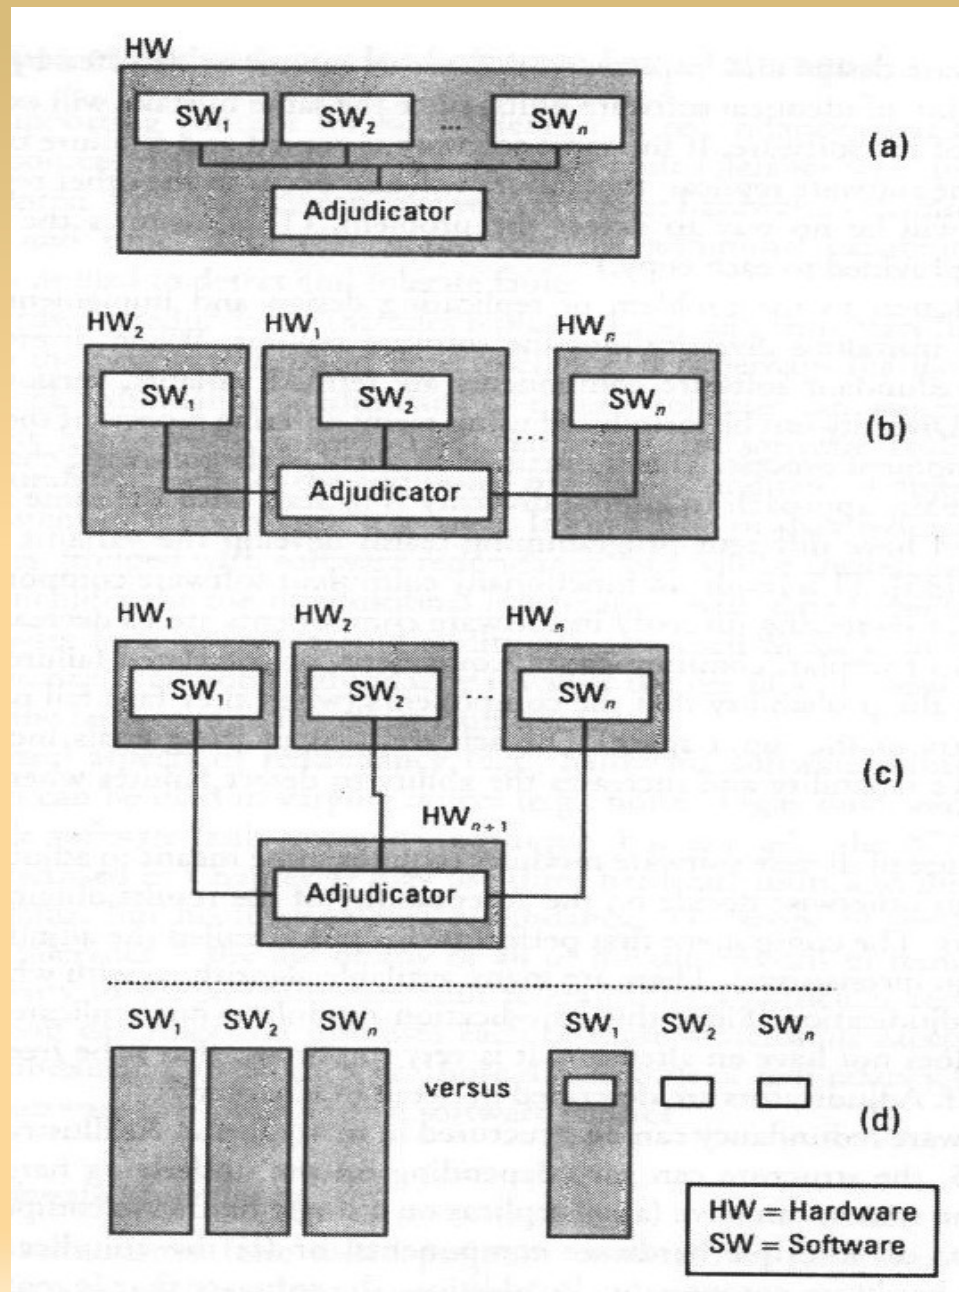 HW
SW₁ SW₂ ... SWₙ
(a)
Adjudicator
HW₂ HW₁ HWₙ
SW₁ SW₂ SWₙ
...
(b)
Adjudicator
HW₁ HW₂ HWₙ
SW₁ SW₂ ... SWₙ
(c)
HWₙ₊₁
Adjudicator
SW₁ SW₂ SWₙ SW₁ SW₂ SWₙ
versus
(d)
HW = Hardware
SW = Software